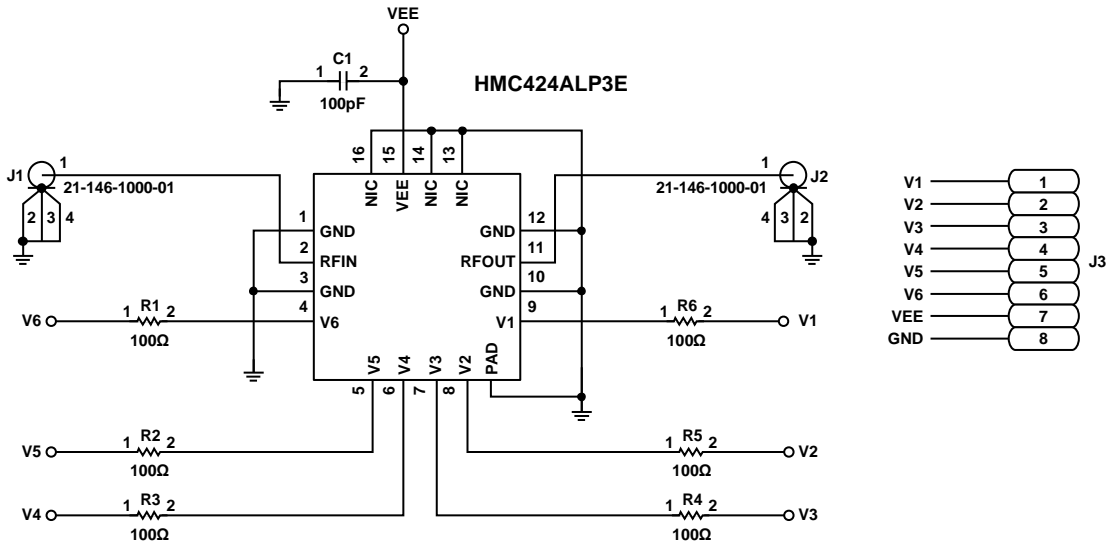 VEE
C1
1 2
100pF
HMC424ALP3E
16 15 14 13
J1
1
21-146-1000-01
2 3 4
1
J2
21-146-1000-01
4 3 2
NIC VEE NIC NIC
1
GND
2
RFIN
3
GND
4
V6
12
GND
11
RFOUT
10
GND
9
V1
V5 V4 V3 V2 PAD
5 6 7 8
V6
1 R1 2
100Ω
1 R6 2
100Ω
V1
V5
1 R2 2
100Ω
1 R5 2
100Ω
V2
V4
1 R3 2
100Ω
1 R4 2
100Ω
V3
V1 1
V2 2
V3 3
V4 4
V5 5
V6 6
VEE 7
GND 8
J3